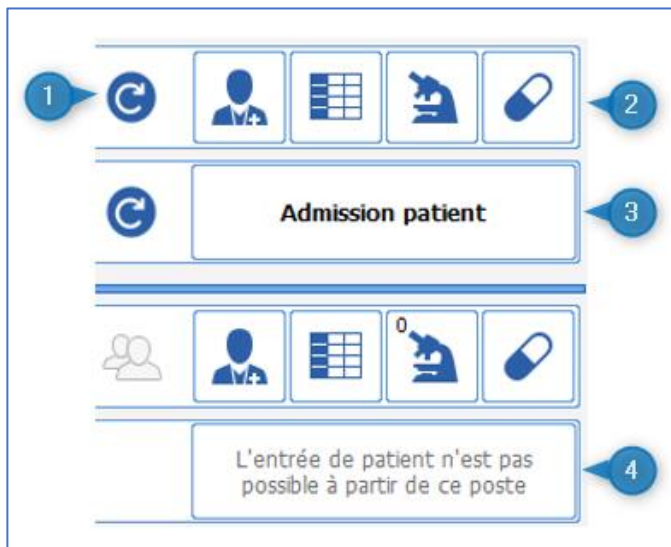 1
2
Admission patient
3
0
L'entrée de patient n'est pas
possible à partir de ce poste
4